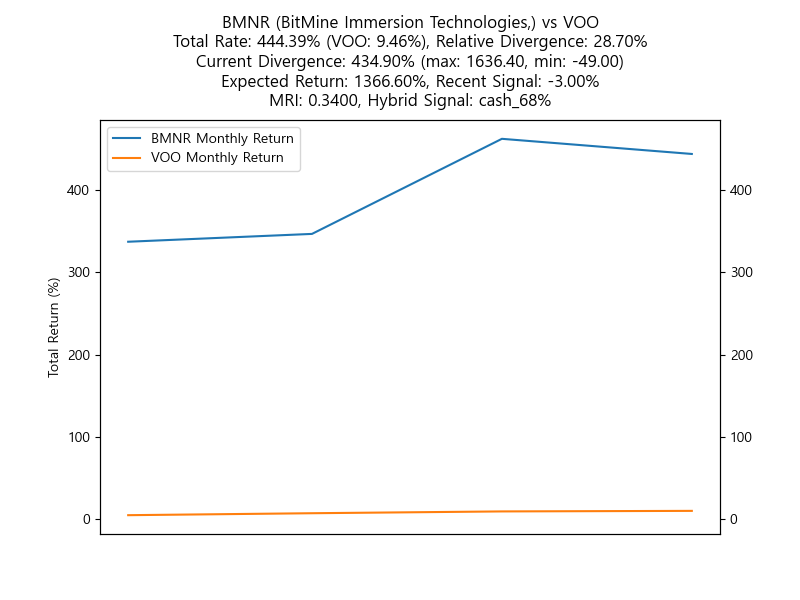 BMNR (BitMine Immersion Technologies,) vs VOO
Total Rate: 444.39% (VOO: 9.46%), Relative Divergence: 28.70%
Current Divergence: 434.90% (max: 1636.40, min: -49.00)
Expected Return: 1366.60%, Recent Signal: -3.00%
MRI: 0.3400, Hybrid Signal: cash_68%
BMNR Monthly Return
VOO Monthly Return
Total Return (%)
400
300
200
100
0
400
300
200
100
0